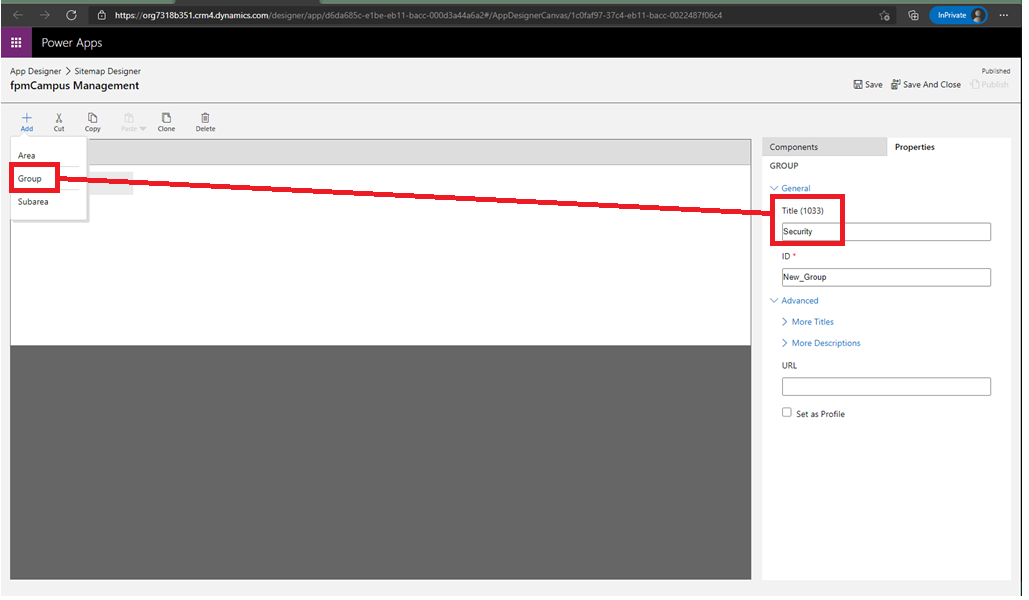 https://org7318b351.crm4.dynamics.com/designer/app/d6da685c-e1be-eb11-bacc-000d3a44a6a2#/AppDesignerCanvas/1c0faf97-37c4-eb11-bacc-0022487f06c4
InPrivate
Power Apps
App Designer > Sitemap Designer
Published
fpmCampus Management
Save
Save And Close
Publish
Add
Cut
Copy
Paste
Clone
Delete
Area
Group
Subarea
Components
Properties
GROUP
General
Title (1033)
Security
ID *
New_Group
Advanced
More Titles
More Descriptions
URL
Set as Profile